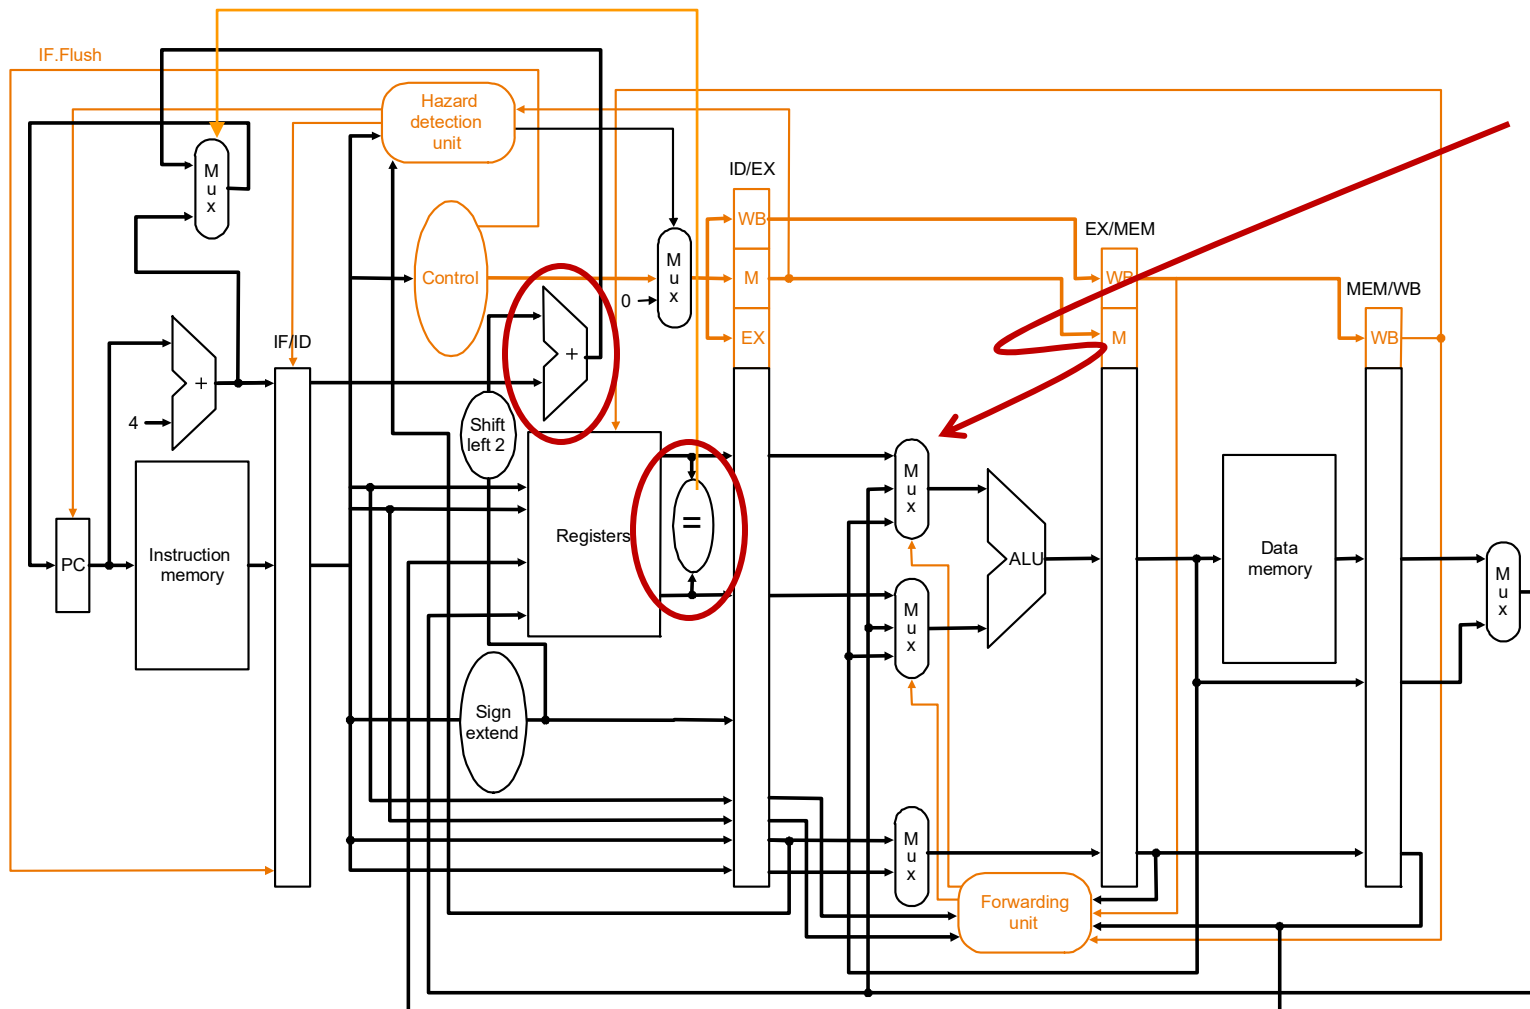 IF.Flush
Hazard
detection
unit
M
u
x
ID/EX
WB
EX/MEM
Control
M
u
x
M
WB
0
MEM/WB
IF/ID
+
EX
M
WB
+
4
Shift
left 2
M
u
x
=
Registers
Instruction
memory
PC
ALU
Data
memory
M
u
x
M
u
x
Sign
extend
M
u
x
Forwarding
unit